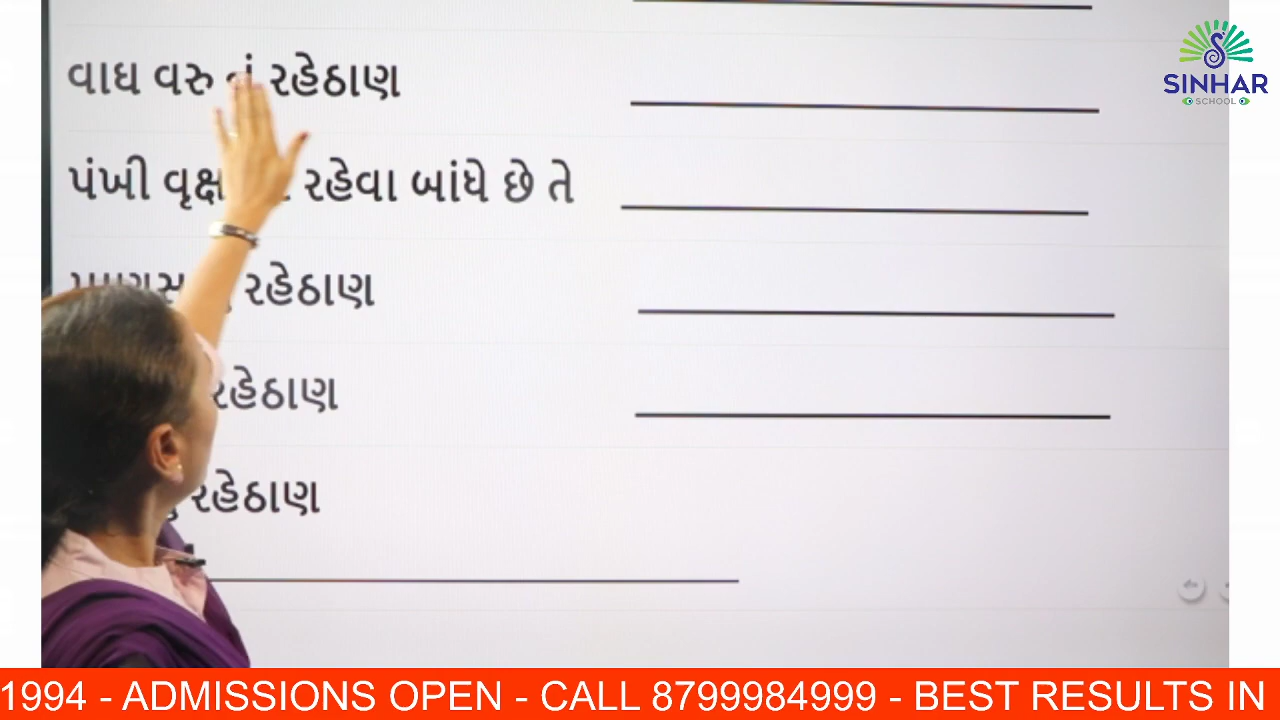 વાઘ વરુ નું રહેઠાણ
પંખી વૃક્ષ રહેવા બાંધે છે તે
રહેઠાણ
રહેઠાણ
રહેઠાણ
SINHAR
SCHOOL
1994 - ADMISSIONS OPEN - CALL 8799984999 - BEST RESULTS IN